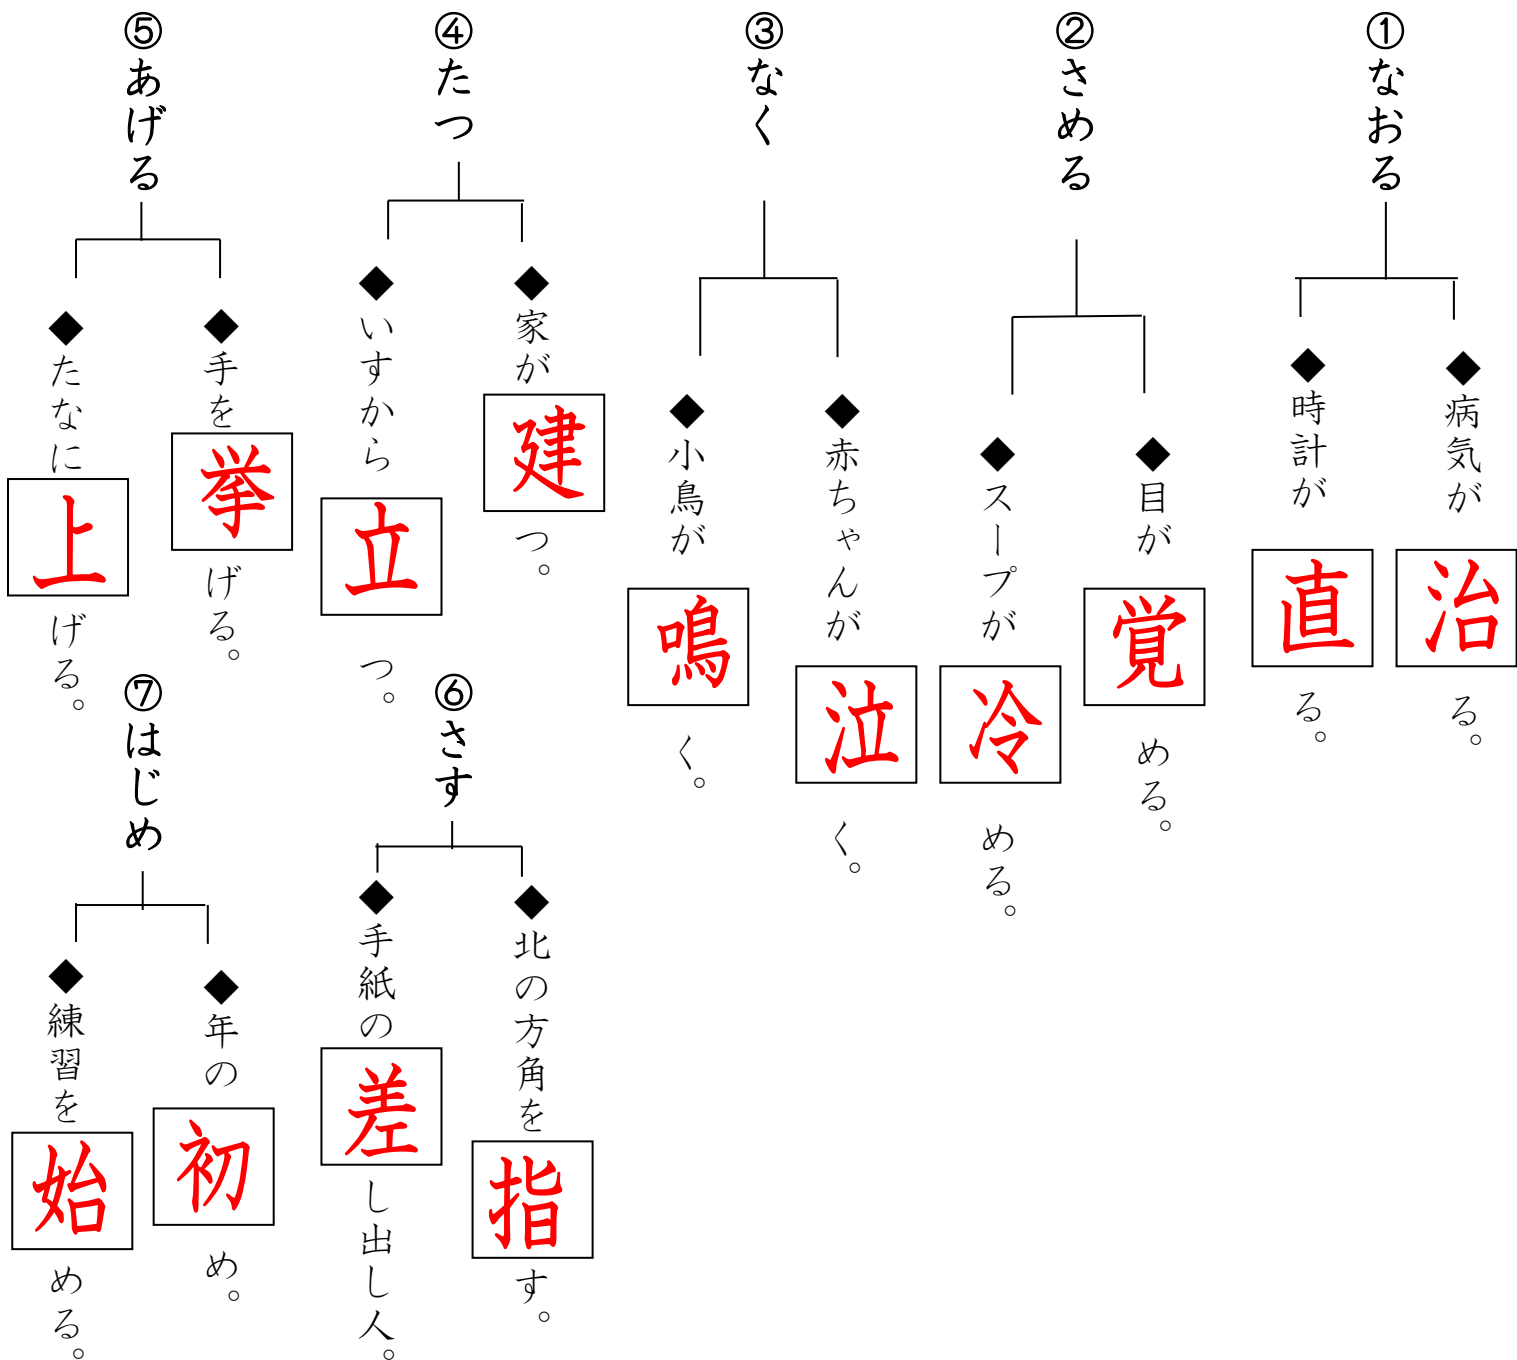 ①なおる
◆病気が治る。
◆時計が直る。
②さめる
◆目が覚める。
◆スープが冷める。
③なく
◆赤ちゃんが泣く。
◆小鳥が鳴く。
④たつ
◆家が建つ。
◆いすから立つ。
⑤あげる
◆手を挙げる。
◆たなに上げる。
⑥さす
◆北の方角を指す。
◆手紙の差し出し人。
⑦はじめ
◆年の初め。
◆練習を始める。